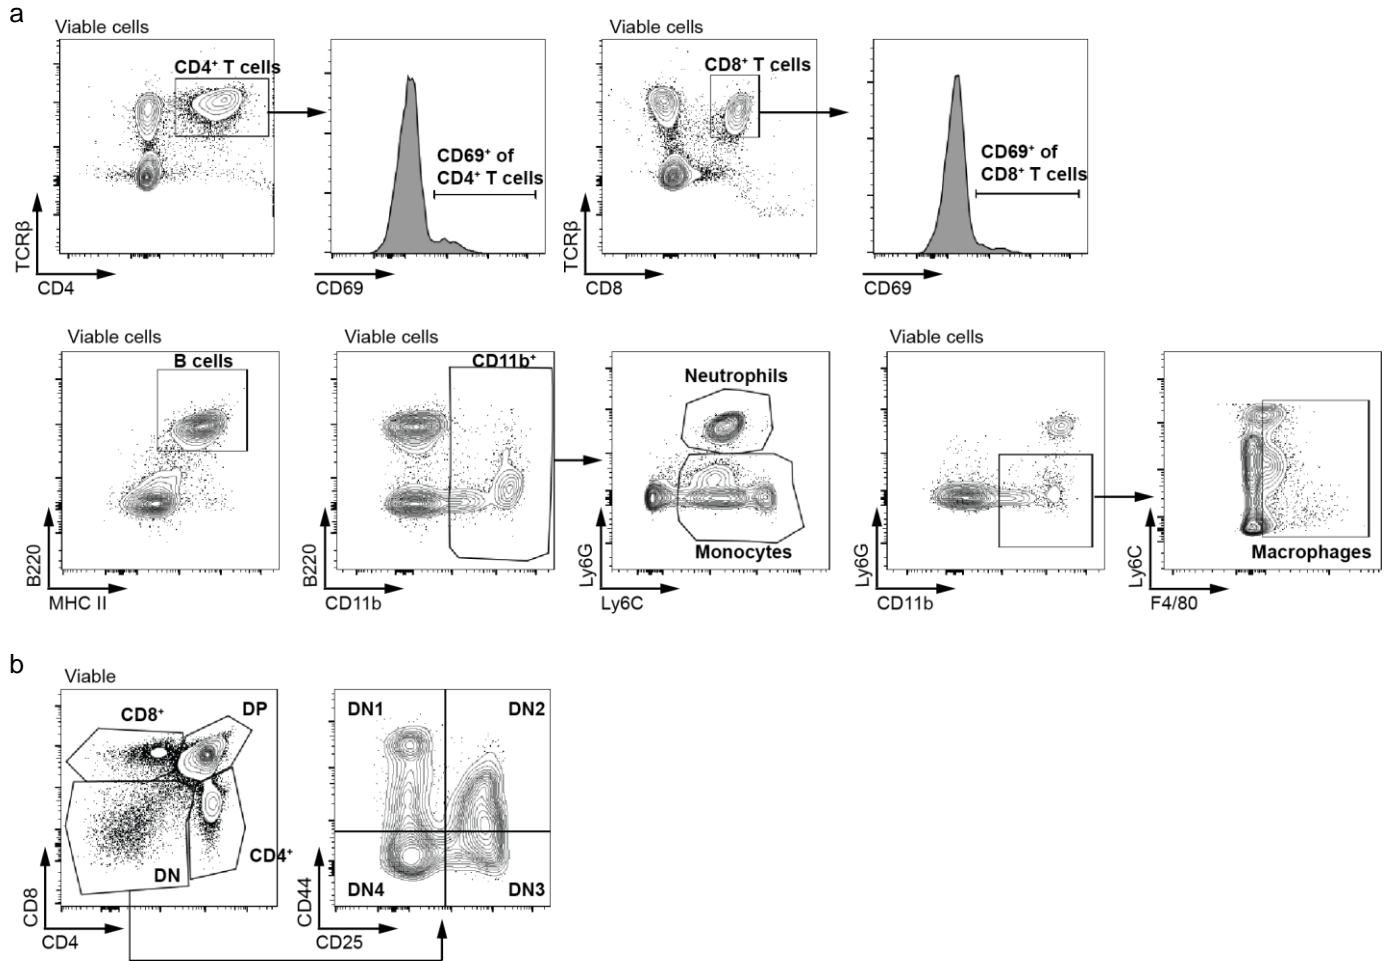 a
Viable cells
CD4⁺ T cells
TCRβ
CD4
CD69⁺ of
CD4⁺ T cells
CD69
Viable cells
CD8⁺ T cells
TCRβ
CD8
CD69⁺ of
CD8⁺ T cells
CD69
Viable cells
B cells
B220
MHC II
Viable cells
CD11b⁺
B220
CD11b
Neutrophils
Monocytes
Ly6G
Ly6C
Viable cells
Ly6G
CD11b
Macrophages
Ly6C
F4/80
b
Viable
CD8⁺
DP
DN
CD4⁺
CD8
CD4
DN1
DN2
DN4
DN3
CD44
CD25